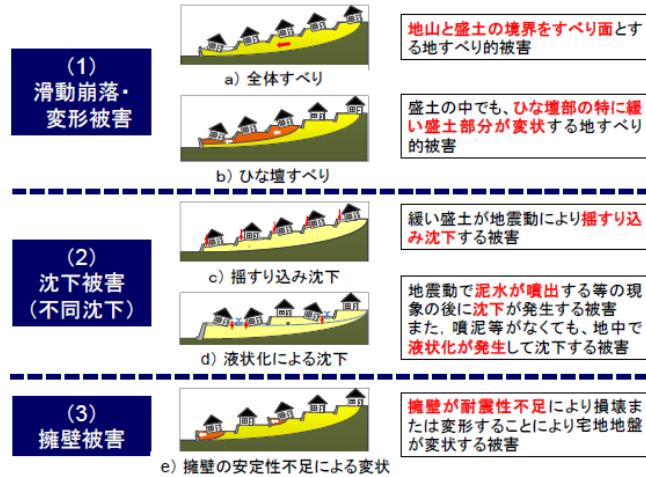 (1)
滑動崩落・
変形被害
a) 全体すべり
地山と盛土の境界をすべり面とす
る地すべり的被害
b) ひな壇すべり
盛土の中でも、ひな壇部の特に緩
い盛土部分が変状する地すべり
的被害
(2)
沈下被害
(不同沈下)
c) 揺すり込み沈下
緩い盛土が地震動により揺すり込
み沈下する被害
d) 液状化による沈下
地震動で泥水が噴出する等の現
象の後に沈下が発生する被害
また, 噴泥等がなくても、地中で
液状化が発生して沈下する被害
(3)
擁壁被害
e) 擁壁の安定性不足による変状
擁壁が耐震性不足により損壊ま
たは変形することにより宅地地盤
が変状する被害